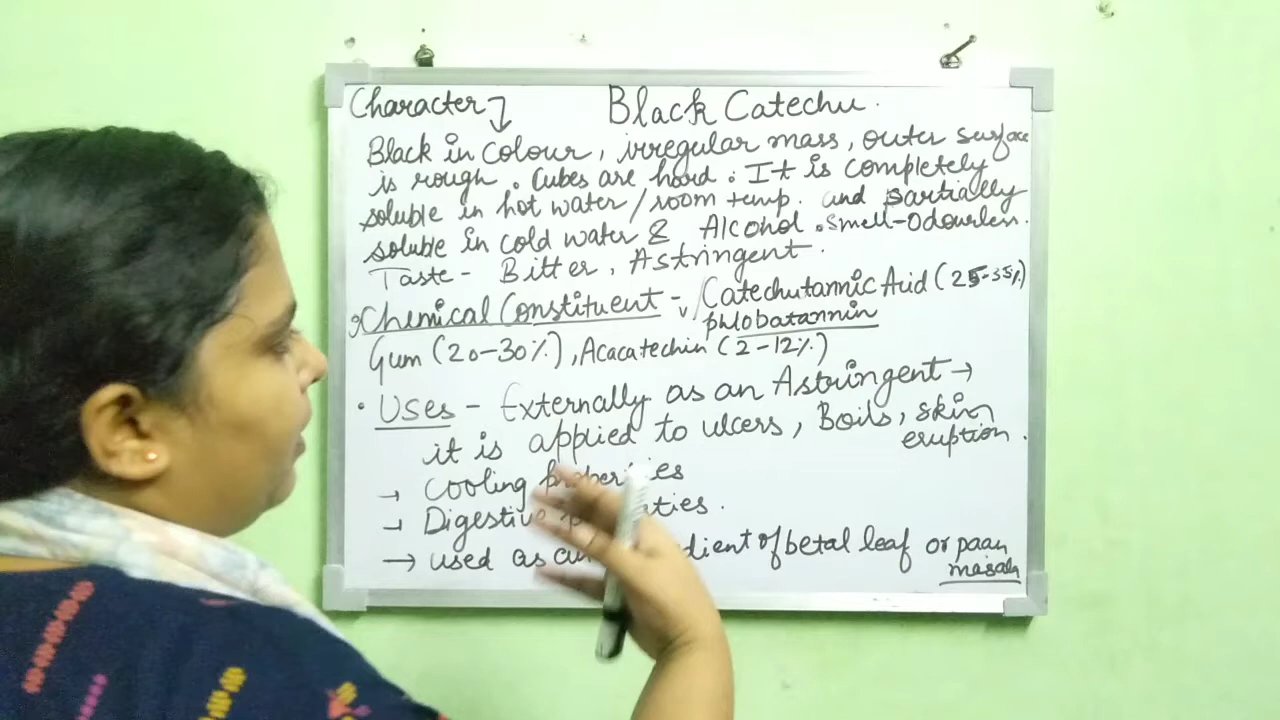 Character Black Catechu.
Black in colour, irregular mass, outer surface
is rough. Cubes are hard. It is completely
soluble in hot water/room temp. and partially
soluble in cold water & Alcohol. Smell-Odourless.
Taste- Bitter, Astringent.
Chemical Constituent - Catechutannic Acid (25-35%)
phlobatannin
Gum (20-30%), Acacatechin (2-12%)
• Uses - Externally as an Astringent →
it is applied to ulcers, Boils, skin
eruption.
→ Cooling
→ Digestive
→ used as of betal leaf or paan
masala